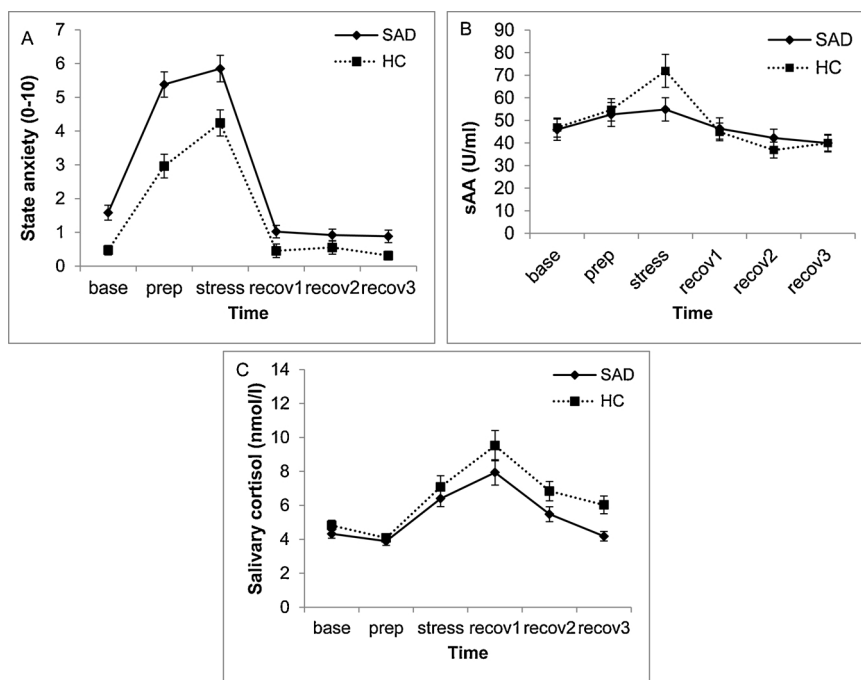 A
SAD
HC
State anxiety (0-10)
7
6
5
4
3
2
1
0
base prep stress recov1 recov2 recov3
Time
B
SAD
HC
sAA (U/ml)
90
80
70
60
50
40
30
20
10
0
base prep stress recov1 recov2 recov3
Time
C
SAD
HC
Salivary cortisol (nmol/l)
14
12
10
8
6
4
2
0
base prep stress recov1 recov2 recov3
Time